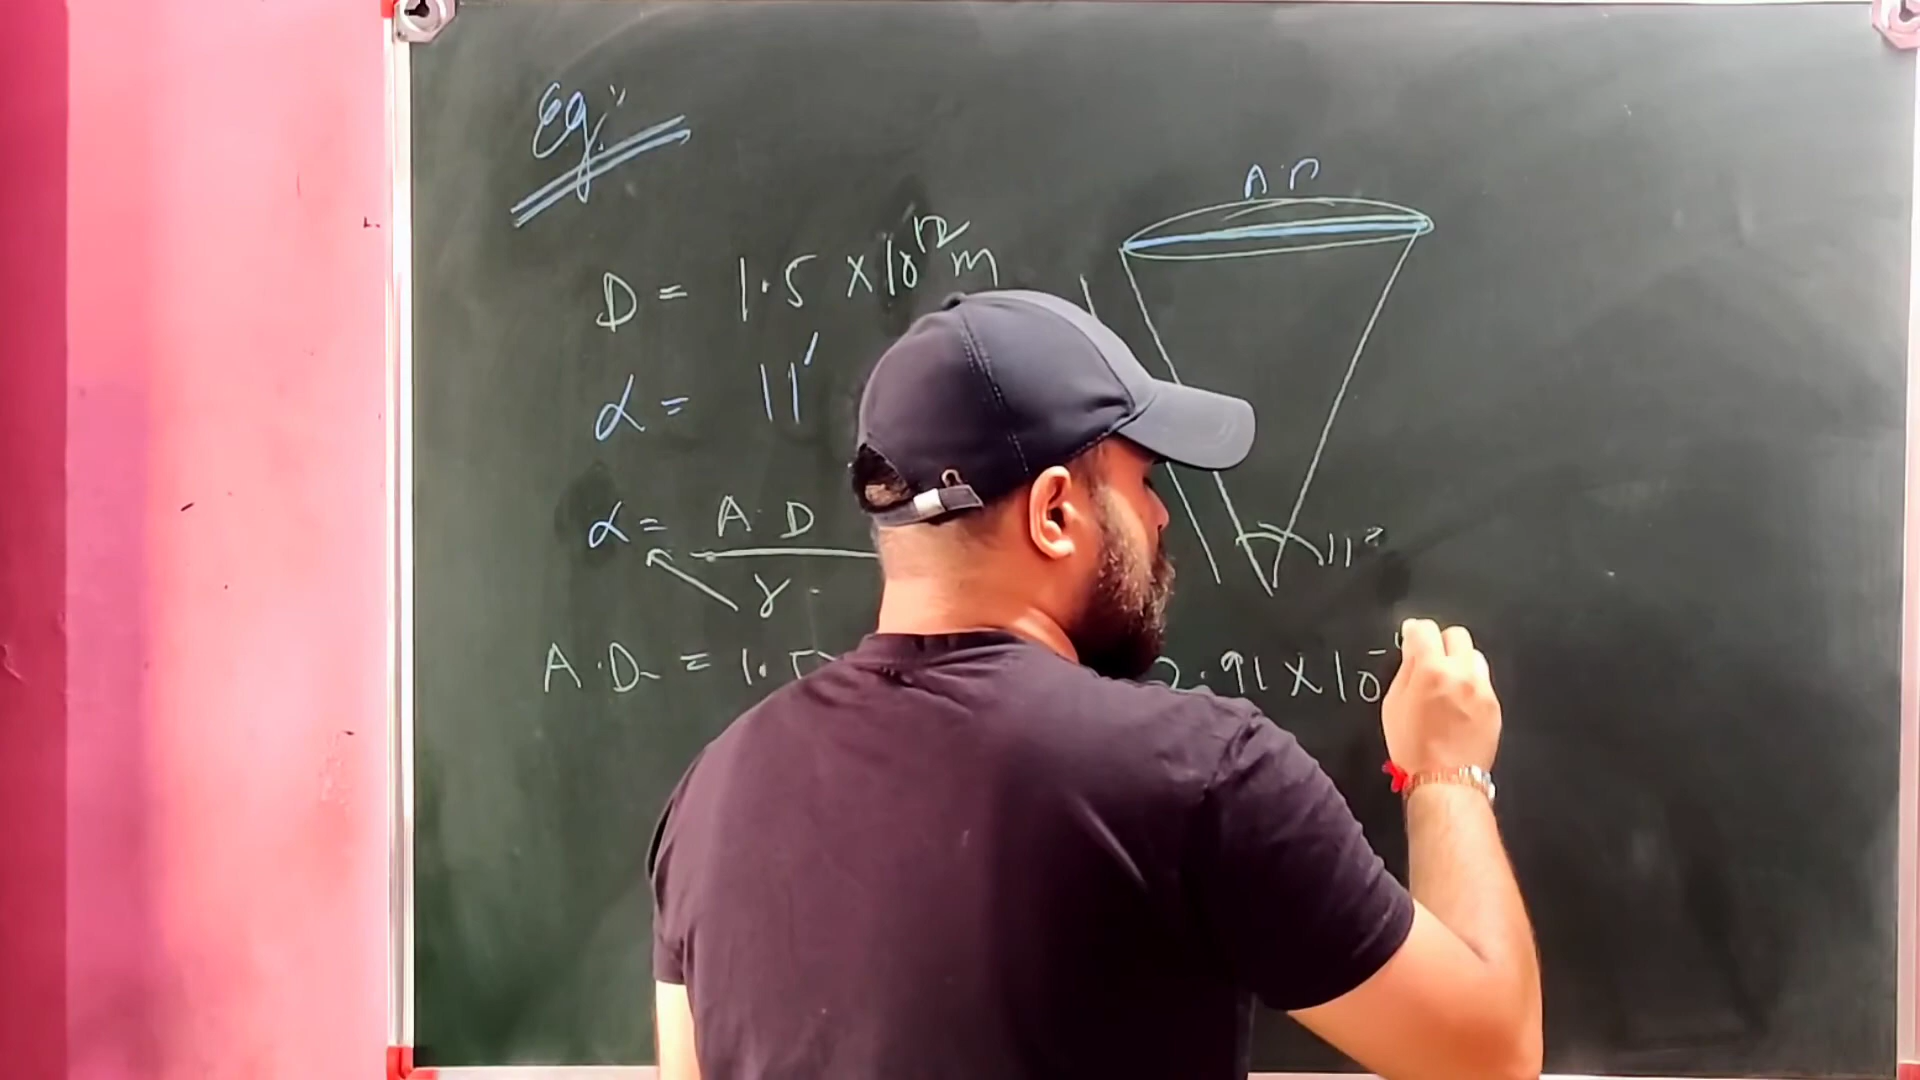 Eg:
A.D
D = 1.5 × 10¹² m
α = 11′
α = A.D
r
11′
A.D = 1.5 2.91 × 10⁻